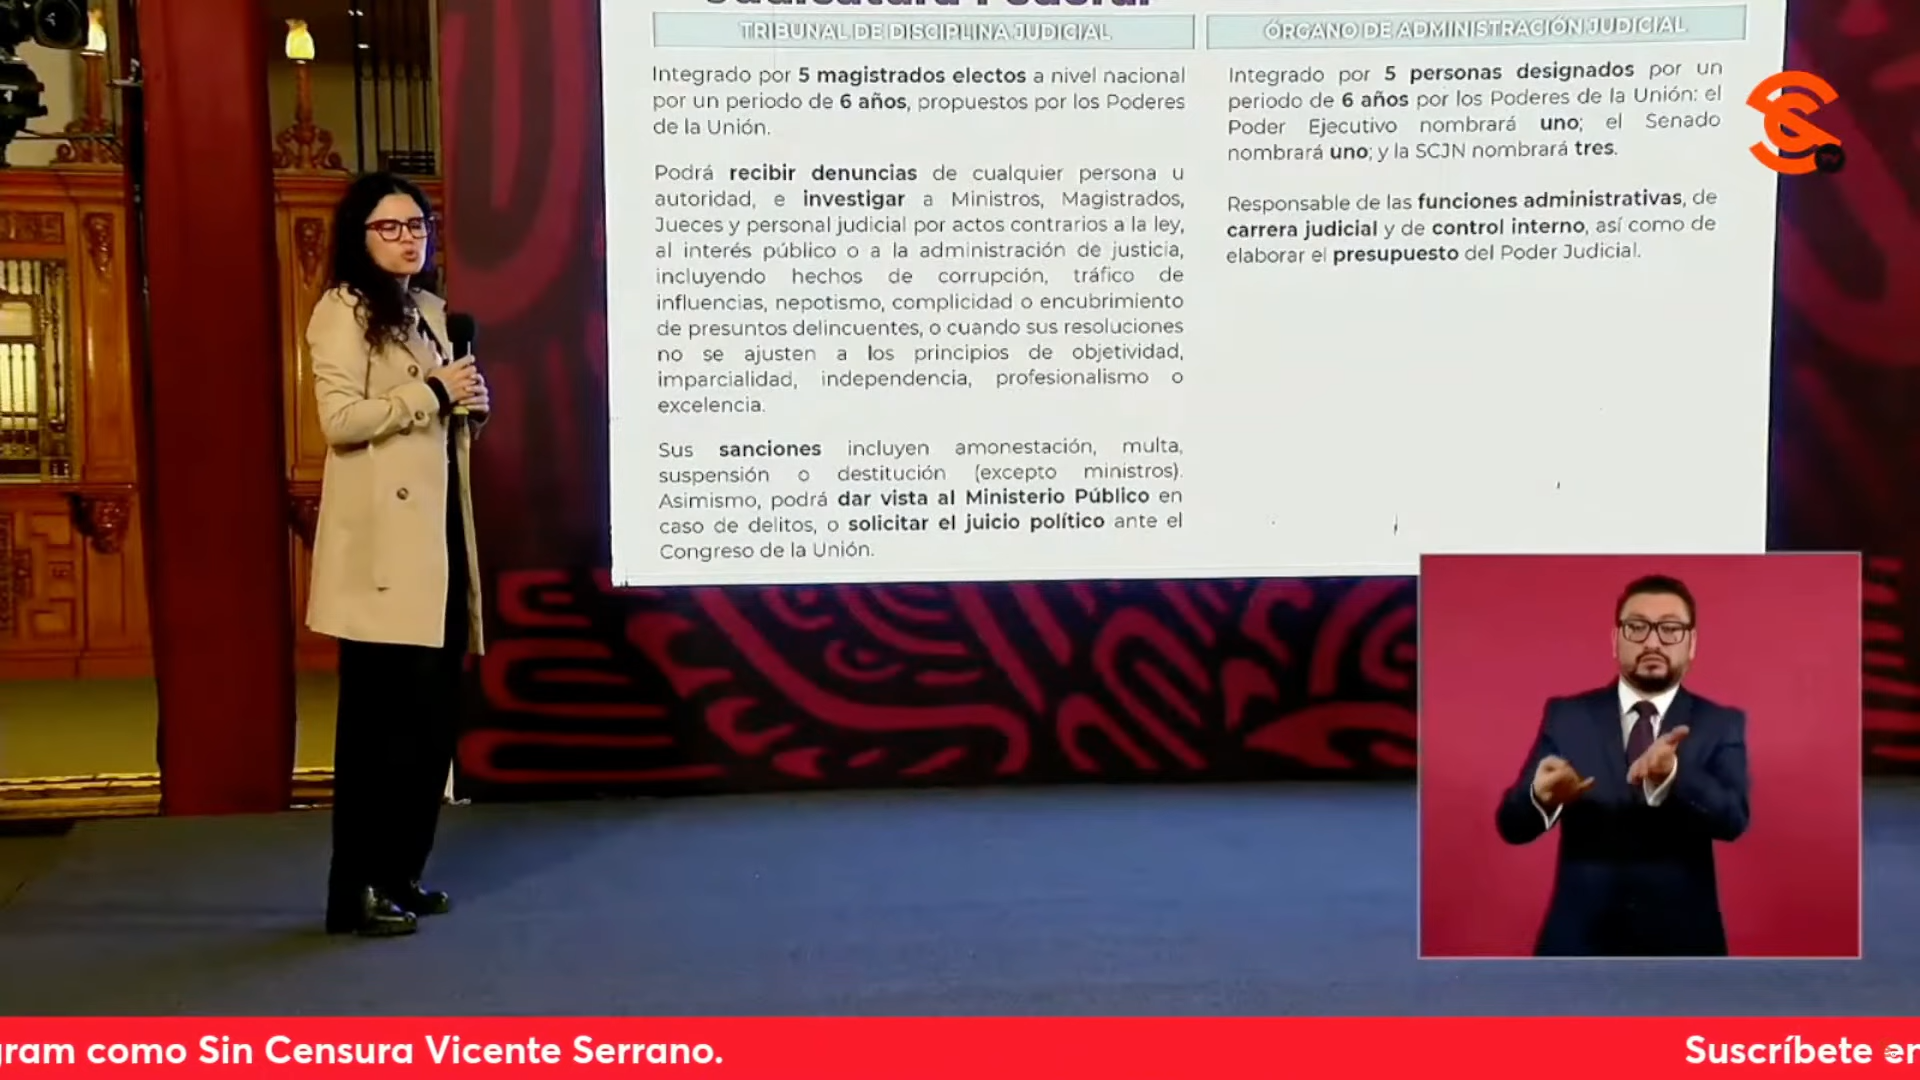 Judicatura Federal
TRIBUNAL DE DISCIPLINA JUDICIAL
Integrado por 5 magistrados electos a nivel nacional
por un periodo de 6 años, propuestos por los Poderes
de la Unión.
Podrá recibir denuncias de cualquier persona u
autoridad, e investigar a Ministros, Magistrados,
Jueces y personal judicial por actos contrarios a la ley,
al interés público o a la administración de justicia,
incluyendo hechos de corrupción, tráfico de
influencias, nepotismo, complicidad o encubrimiento
de presuntos delincuentes, o cuando sus resoluciones
no se ajusten a los principios de objetividad,
imparcialidad, independencia, profesionalismo o
excelencia.
Sus sanciones incluyen amonestación, multa,
suspensión o destitución (excepto ministros).
Asimismo, podrá dar vista al Ministerio Público en
caso de delitos, o solicitar el juicio político ante el
Congreso de la Unión.
ÓRGANO DE ADMINISTRACIÓN JUDICIAL
Integrado por 5 personas designados por un
periodo de 6 años por los Poderes de la Unión: el
Poder Ejecutivo nombrará uno; el Senado
nombrará uno; y la SCJN nombrará tres.
Responsable de las funciones administrativas, de
carrera judicial y de control interno, así como de
elaborar el presupuesto del Poder Judicial.
TV
gram como Sin Censura Vicente Serrano.
Suscríbete en